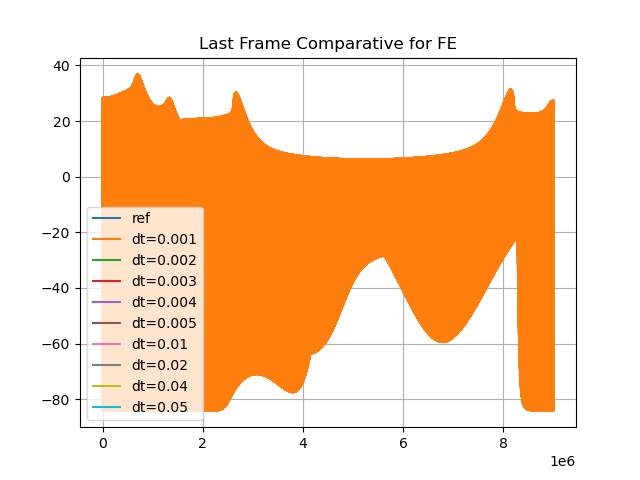 Last Frame Comparative for FE
40
20
0
−20
−40
−60
−80
ref
dt=0.001
dt=0.002
dt=0.003
dt=0.004
dt=0.005
dt=0.01
dt=0.02
dt=0.04
dt=0.05
0 2 4 6 8
1e6